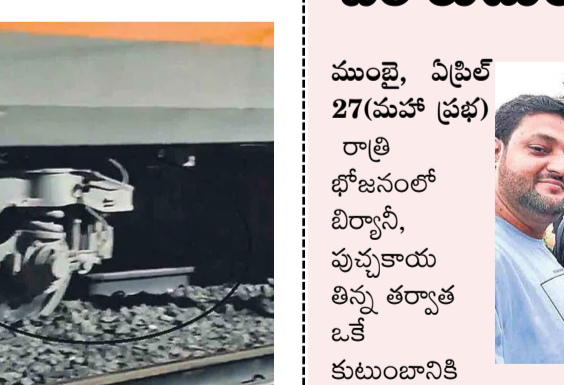 ముంబై, ఏప్రిల్
27(మహా ప్రభ)
రాత్రి
భోజనంలో
బిర్యానీ,
పుచ్చకాయ
తిన్న తర్వాత
ఒకే
కుటుంబానికి